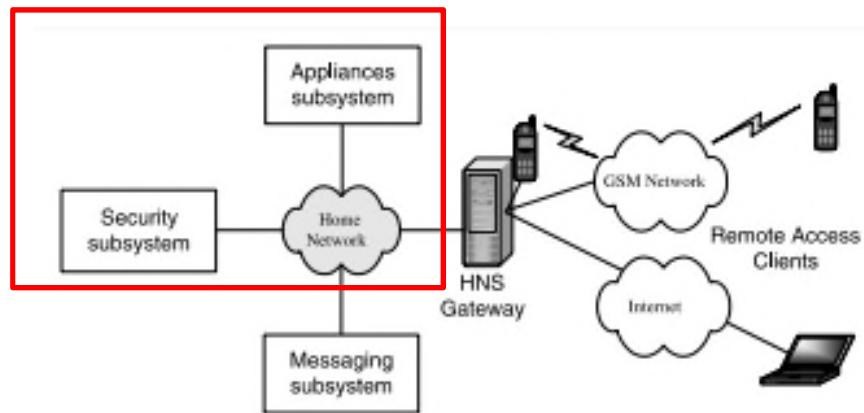 Appliances
subsystem
GSM Network
Security
subsystem
Home
Network
Remote Access
Clients
HNS
Gateway
Internet
Messaging
subsystem